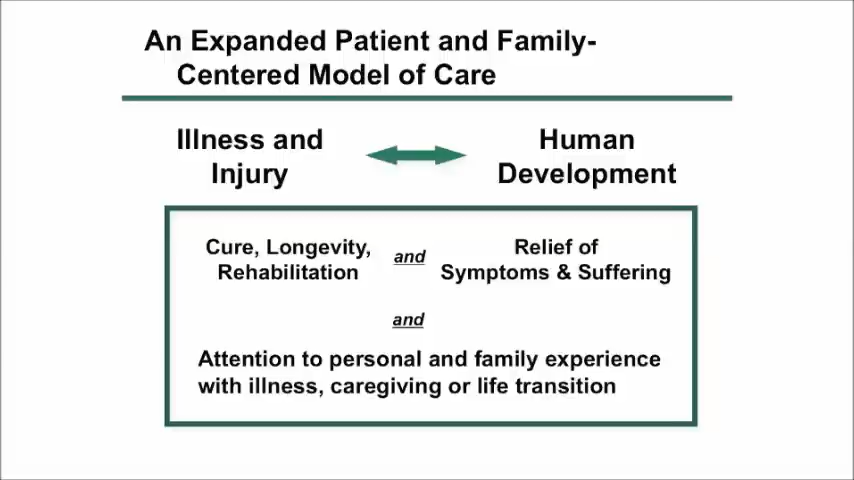 An Expanded Patient and Family-
Centered Model of Care
Illness and
Injury
Human
Development
Cure, Longevity,
Rehabilitation
and
Relief of
Symptoms & Suffering
and
Attention to personal and family experience
with illness, caregiving or life transition